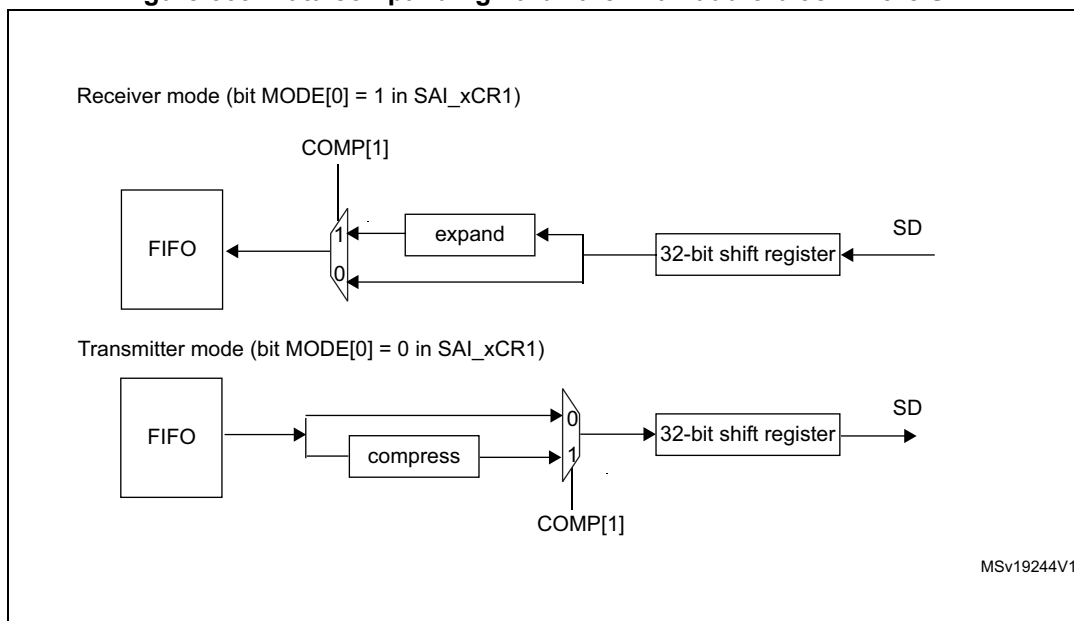 Receiver mode (bit MODE[0] = 1 in SAI_xCR1)
COMP[1]
FIFO
1
0
expand
32-bit shift register
SD
Transmitter mode (bit MODE[0] = 0 in SAI_xCR1)
FIFO
compress
0
1
COMP[1]
32-bit shift register
SD
MSv19244V1